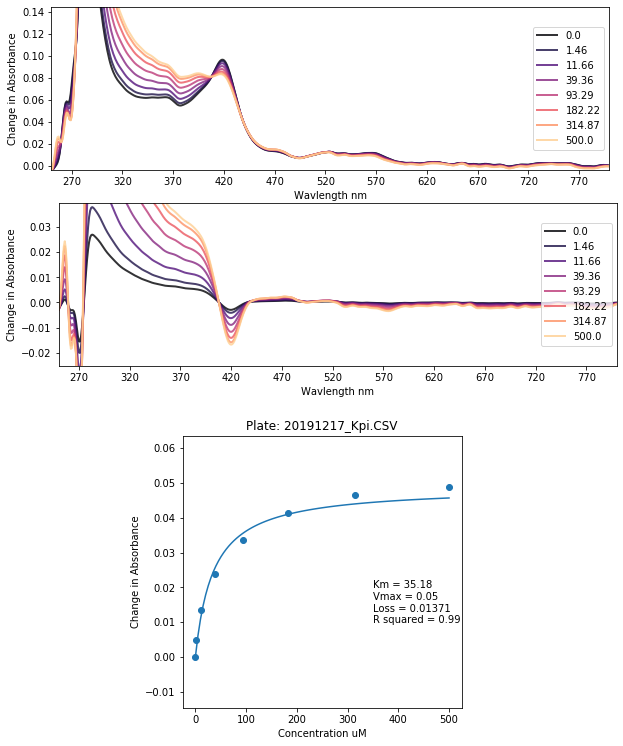 0.14
0.12
0.10
0.08
0.06
0.04
0.02
0.00
Change in Absorbance
270 320 370 420 470 520 570 620 670 720 770
Wavlength nm
0.0
1.46
11.66
39.36
93.29
182.22
314.87
500.0
0.03
0.02
0.01
0.00
−0.01
−0.02
Change in Absorbance
270 320 370 420 470 520 570 620 670 720 770
Wavlength nm
0.0
1.46
11.66
39.36
93.29
182.22
314.87
500.0
Plate: 20191217_Kpi.CSV
0.06
0.05
0.04
0.03
0.02
0.01
0.00
−0.01
Change in Absorbance
Km = 35.18
Vmax = 0.05
Loss = 0.01371
R squared = 0.99
0 100 200 300 400 500
Concentration uM